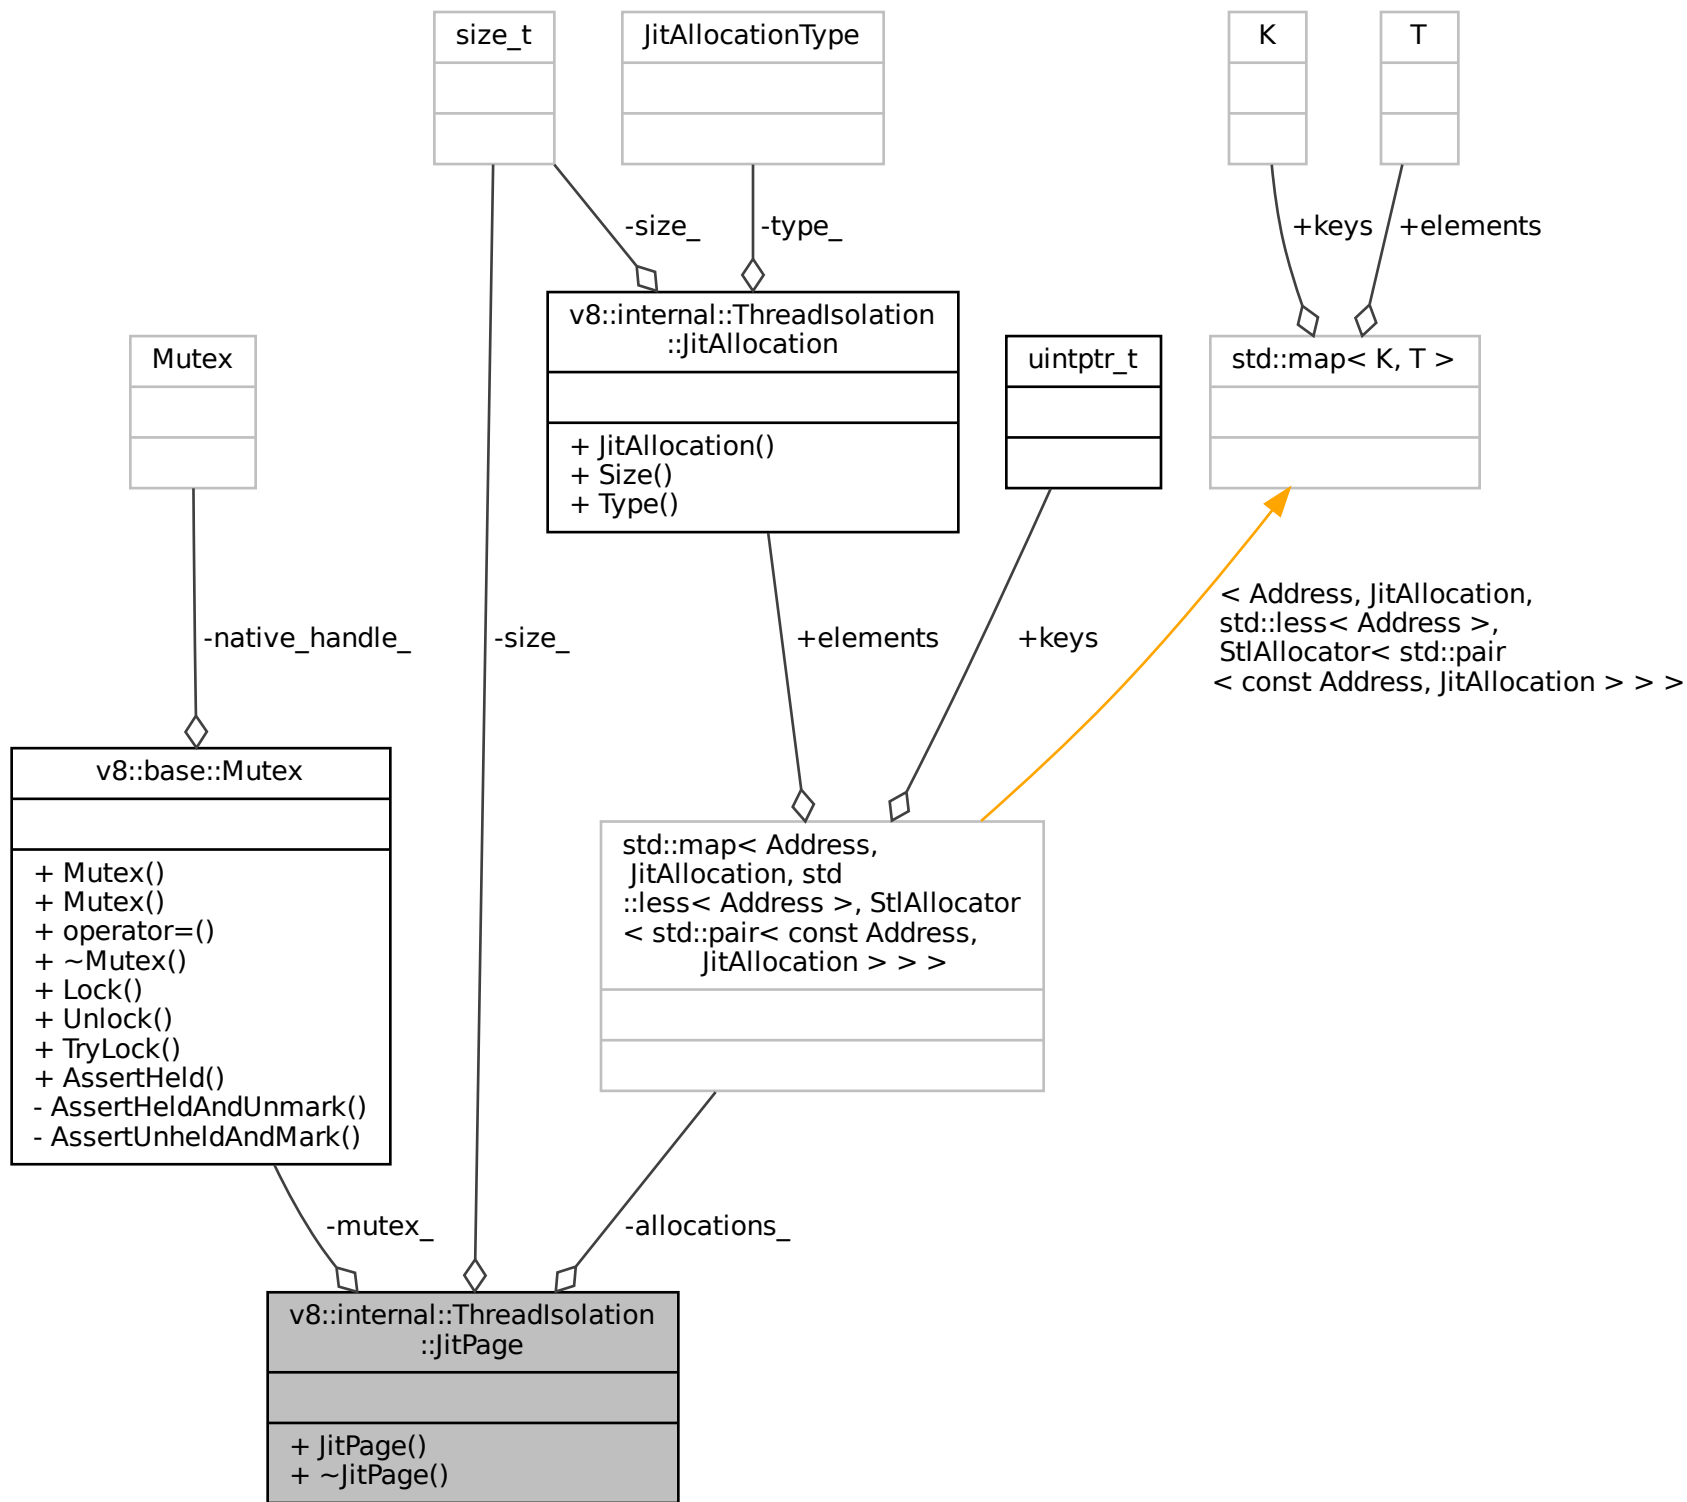 size_t
JitAllocationType
K
T
-size_
-type_
+keys
+elements
v8::internal::ThreadIsolation
::JitAllocation
+ JitAllocation()
+ Size()
+ Type()
Mutex
uintptr_t
std::map< K, T >
-native_handle_
-size_
+elements
+keys
< Address, JitAllocation,
std::less< Address >,
StlAllocator< std::pair
< const Address, JitAllocation > > >
v8::base::Mutex
+ Mutex()
+ Mutex()
+ operator=()
+ ~Mutex()
+ Lock()
+ Unlock()
+ TryLock()
+ AssertHeld()
- AssertHeldAndUnmark()
- AssertUnheldAndMark()
std::map< Address,
JitAllocation, std
::less< Address >, StlAllocator
< std::pair< const Address,
JitAllocation > > >
-mutex_
-allocations_
v8::internal::ThreadIsolation
::JitPage
+ JitPage()
+ ~JitPage()